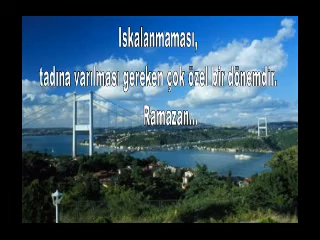 Iskalanmaması,
tadına varılması gereken çok özel bir dönemdir.
Ramazan...